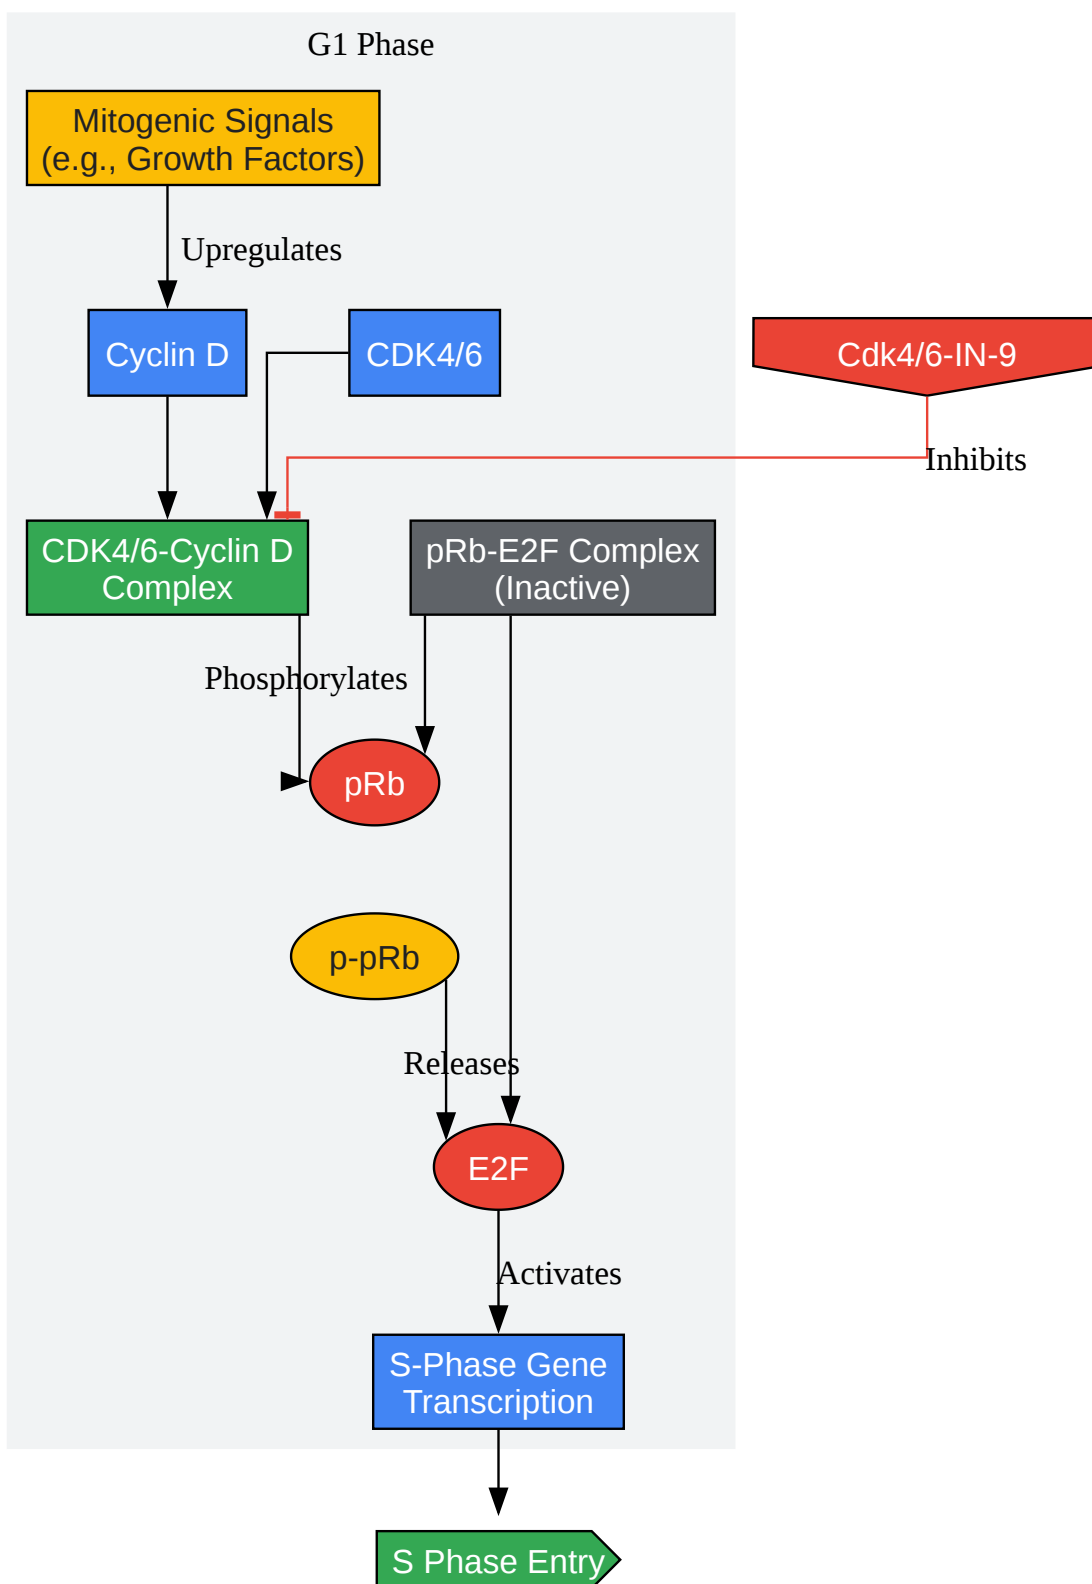 G1 Phase
Mitogenic Signals
(e.g., Growth Factors)
Upregulates
Cyclin D
CDK4/6
Cdk4/6-IN-9
Inhibits
CDK4/6-Cyclin D
Complex
pRb-E2F Complex
(Inactive)
Phosphorylates
pRb
p-pRb
Releases
E2F
Activates
S-Phase Gene
Transcription
S Phase Entry